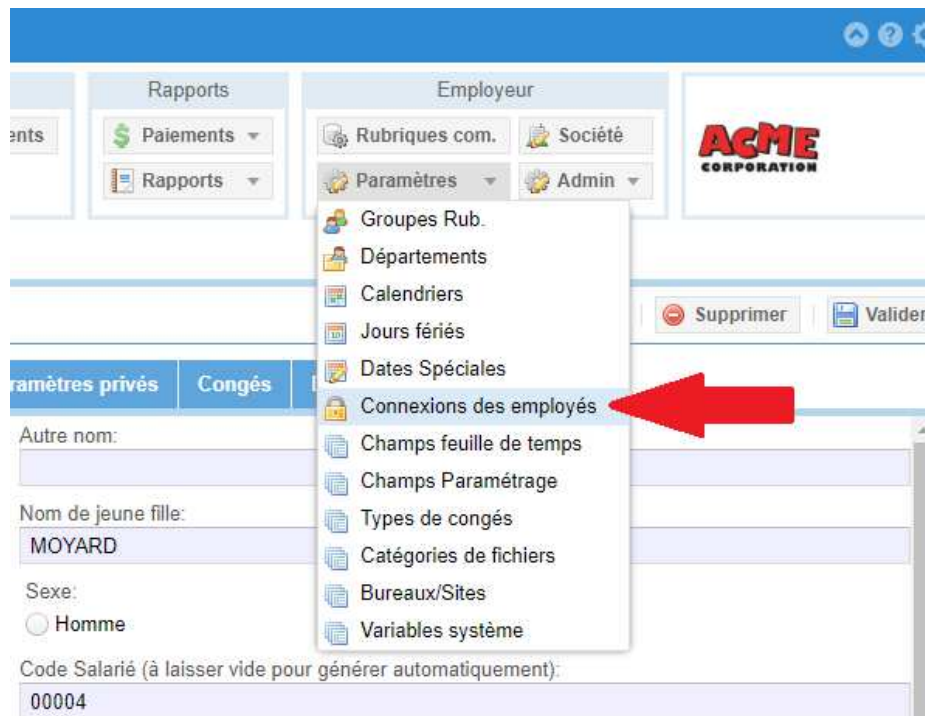 Rapports
Employeur
ents
Paiements
Rubriques com.
Société
ACME
CORPORATION
Rapports
Paramètres
Admin
Groupes Rub.
Départements
Calendriers
Supprimer
Valider
Jours fériés
Dates Spéciales
ramètres privés
Congés
Connexions des employés
Autre nom:
Champs feuille de temps
Champs Paramétrage
Nom de jeune fille:
Types de congés
MOYARD
Catégories de fichiers
Sexe:
Bureaux/Sites
Homme
Variables système
Code Salarié (à laisser vide pour générer automatiquement):
00004